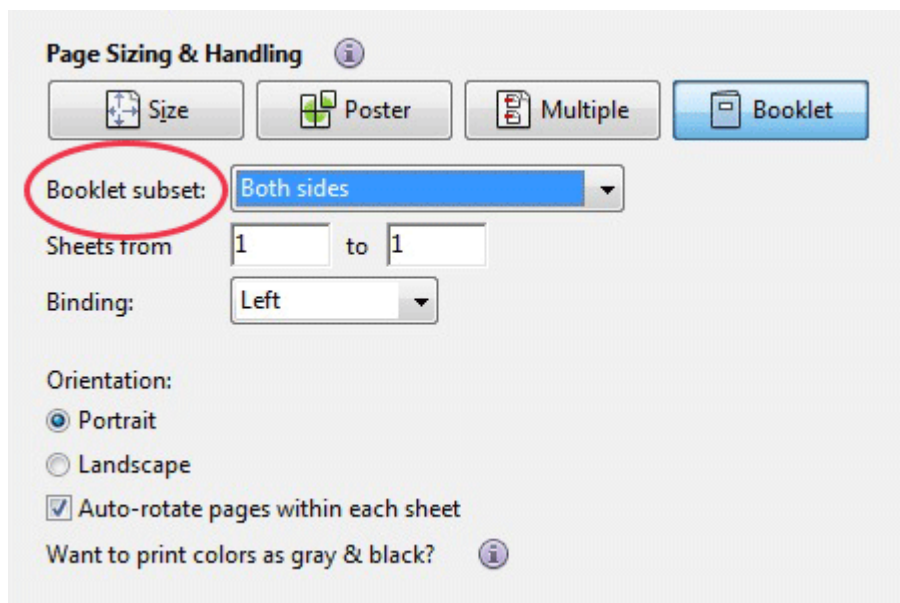 Page Sizing & Handling
Size Poster Multiple Booklet
Booklet subset: Both sides
Sheets from 1 to 1
Binding: Left
Orientation:
Portrait
Landscape
Auto-rotate pages within each sheet
Want to print colors as gray & black?